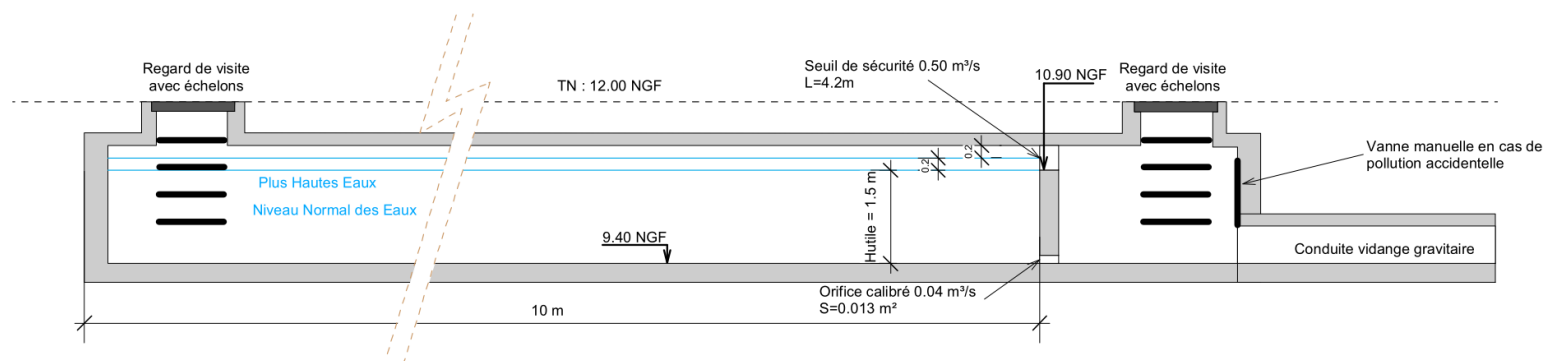 Regard de visite
avec échelons
TN : 12.00 NGF
Seuil de sécurité 0.50 m³/s
L=4.2m
10.90 NGF
Regard de visite
avec échelons
Vanne manuelle en cas de
pollution accidentelle
0.2
0.2
Plus Hautes Eaux
Niveau Normal des Eaux
Hutile = 1.5 m
9.40 NGF
Conduite vidange gravitaire
Orifice calibré 0.04 m³/s
S=0.013 m²
10 m